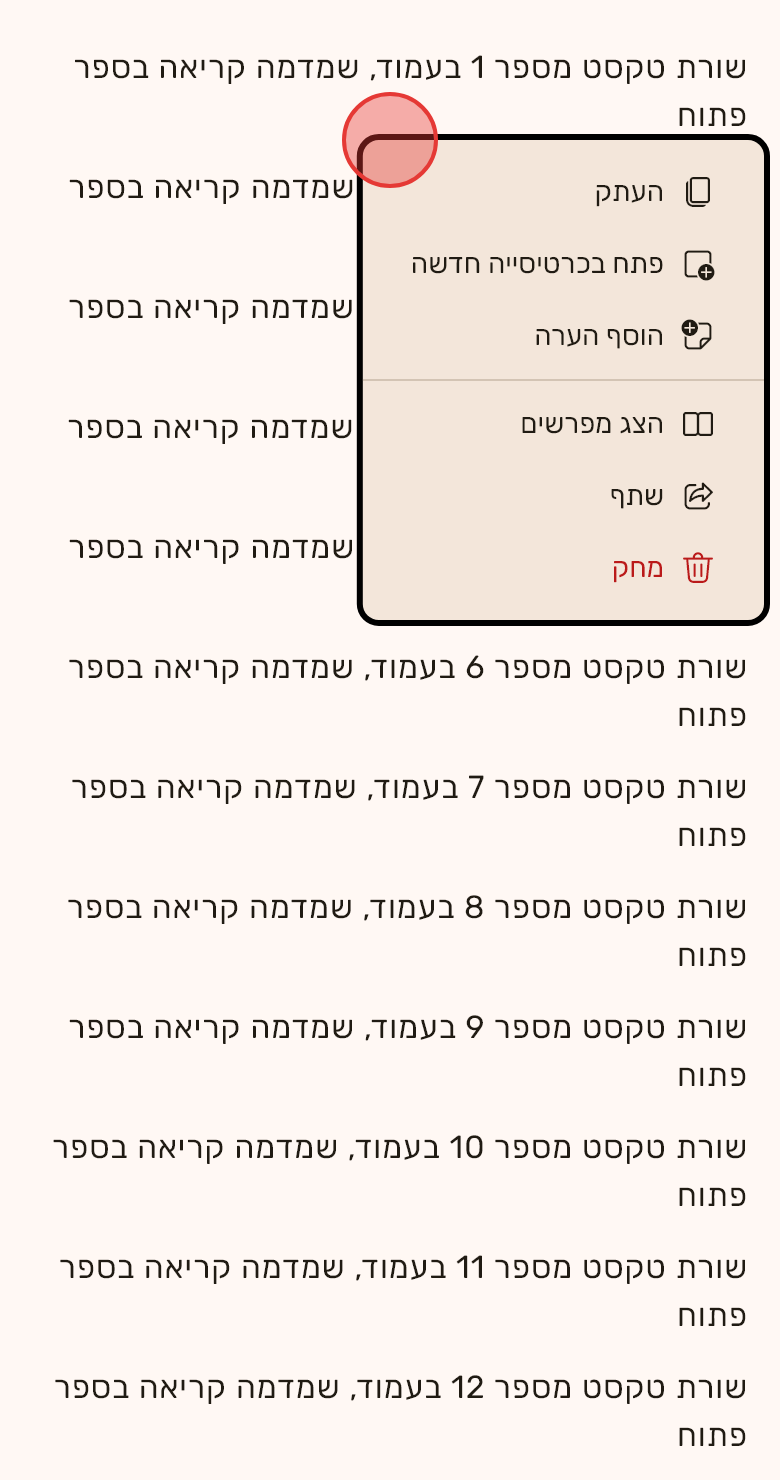 שורת טקסט מספר 1 בעמוד, שמדמה קריאה בספר
פתוח
העתק
שמדמה קריאה בספר
פתח בכרטיסייה חדשה
שמדמה קריאה בספר
הוסף הערה
שמדמה קריאה בספר
הצג מפרשים
שתף
שמדמה קריאה בספר
מחק
שורת טקסט מספר 6 בעמוד, שמדמה קריאה בספר
פתוח
שורת טקסט מספר 7 בעמוד, שמדמה קריאה בספר
פתוח
שורת טקסט מספר 8 בעמוד, שמדמה קריאה בספר
פתוח
שורת טקסט מספר 9 בעמוד, שמדמה קריאה בספר
פתוח
שורת טקסט מספר 10 בעמוד, שמדמה קריאה בספר
פתוח
שורת טקסט מספר 11 בעמוד, שמדמה קריאה בספר
פתוח
שורת טקסט מספר 12 בעמוד, שמדמה קריאה בספר
פתוח